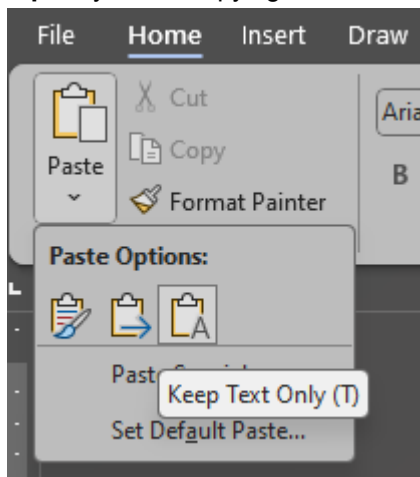 File Home Insert Draw
Cut
Copy
Paste
Format Painter
B
Paste Options:
Keep Text Only (T)
Set Default Paste...